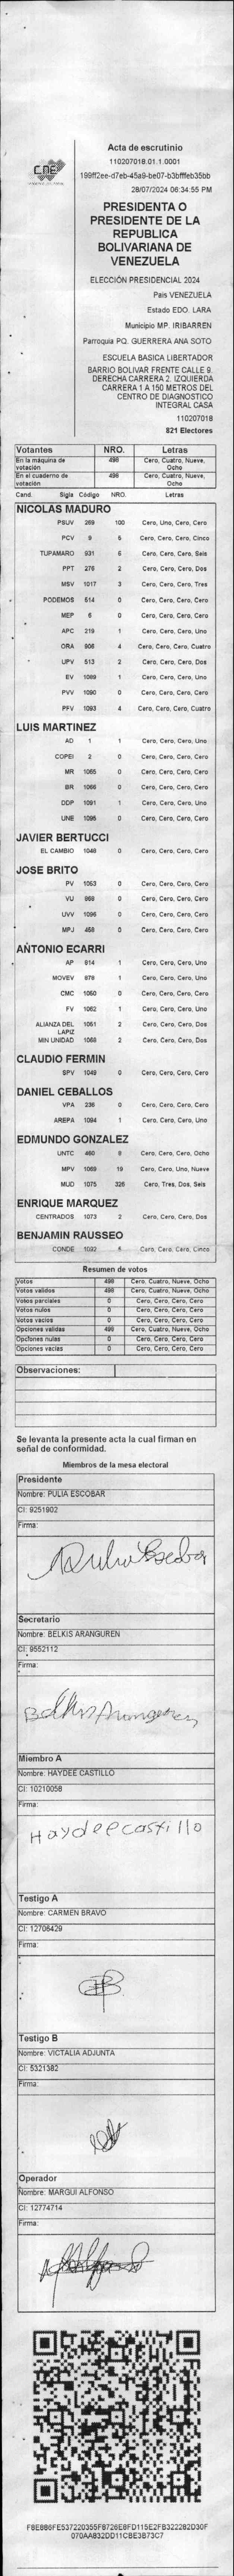 CNE
Acta de escrutinio
110207018.01.1.0001
199ff2ee-d7eb-45a9-be07-b3bfffeb35bb
28/07/2024 06:34:55 PM
PRESIDENTA O
PRESIDENTE DE LA
REPUBLICA
BOLIVARIANA DE
VENEZUELA
ELECCIÓN PRESIDENCIAL 2024
Pais VENEZUELA
Estado EDO. LARA
Municipio MP. IRIBARREN
Parroquia PQ. GUERRERA ANA SOTO
ESCUELA BASICA LIBERTADOR
BARRIO BOLIVAR FRENTE CALLE 9.
DERECHA CARRERA 2. IZQUIERDA
CARRERA 1 A 150 METROS DEL
CENTRO DE DIAGNOSTICO
INTEGRAL CASA
110207018
821 Electores
Votantes NRO. Letras
En la máquina de votación 498 Cero, Cuatro, Nueve, Ocho
En el cuaderno de votación 498 Cero, Cuatro, Nueve, Ocho
Cand. Sigla Código NRO. Letras
NICOLAS MADURO
PSUV 269 100 Cero, Uno, Cero, Cero
PCV 9 5 Cero, Cero, Cero, Cinco
TUPAMARO 931 6 Cero, Cero, Cero, Seis
PPT 276 2 Cero, Cero, Cero, Dos
MSV 1017 3 Cero, Cero, Cero, Tres
PODEMOS 514 0 Cero, Cero, Cero, Cero
MEP 6 0 Cero, Cero, Cero, Cero
APC 219 1 Cero, Cero, Cero, Uno
ORA 906 4 Cero, Cero, Cero, Cuatro
UPV 513 2 Cero, Cero, Cero, Dos
EV 1089 1 Cero, Cero, Cero, Uno
PVV 1090 0 Cero, Cero, Cero, Cero
PFV 1093 4 Cero, Cero, Cero, Cuatro
LUIS MARTINEZ
AD 1 1 Cero, Cero, Cero, Uno
COPEI 2 0 Cero, Cero, Cero, Cero
MR 1065 0 Cero, Cero, Cero, Cero
BR 1066 0 Cero, Cero, Cero, Cero
DDP 1091 1 Cero, Cero, Cero, Uno
UNE 1095 0 Cero, Cero, Cero, Cero
JAVIER BERTUCCI
EL CAMBIO 1048 0 Cero, Cero, Cero, Cero
JOSE BRITO
PV 1053 0 Cero, Cero, Cero, Cero
VU 868 0 Cero, Cero, Cero, Cero
UVV 1096 0 Cero, Cero, Cero, Cero
MPJ 458 0 Cero, Cero, Cero, Cero
ANTONIO ECARRI
AP 914 1 Cero, Cero, Cero, Uno
MOVEV 979 1 Cero, Cero, Cero, Uno
CMC 1050 0 Cero, Cero, Cero, Cero
FV 1062 1 Cero, Cero, Cero, Uno
ALIANZA DEL LAPIZ 1051 2 Cero, Cero, Cero, Dos
MIN UNIDAD 1068 2 Cero, Cero, Cero, Dos
CLAUDIO FERMIN
SPV 1049 0 Cero, Cero, Cero, Cero
DANIEL CEBALLOS
VPA 236 0 Cero, Cero, Cero, Cero
AREPA 1094 1 Cero, Cero, Cero, Uno
EDMUNDO GONZALEZ
UNTC 460 8 Cero, Cero, Cero, Ocho
MPV 1069 19 Cero, Cero, Uno, Nueve
MUD 1075 326 Cero, Tres, Dos, Seis
ENRIQUE MARQUEZ
CENTRADOS 1073 2 Cero, Cero, Cero, Dos
BENJAMIN RAUSSEO
CONDE 1032 5 Cero, Cero, Cero, Cinco
Resumen de votos
Votos 498 Cero, Cuatro, Nueve, Ocho
Votos validos 498 Cero, Cuatro, Nueve, Ocho
Votos parciales 0 Cero, Cero, Cero, Cero
Votos nulos 0 Cero, Cero, Cero, Cero
Votos vacios 0 Cero, Cero, Cero, Cero
Opciones validas 498 Cero, Cuatro, Nueve, Ocho
Opciones nulas 0 Cero, Cero, Cero, Cero
Opciones vacias 0 Cero, Cero, Cero, Cero
Observaciones:
Se levanta la presente acta la cual firman en
señal de conformidad.
Miembros de la mesa electoral
Presidente
Nombre: PULIA ESCOBAR
CI: 9251902
Firma:
Pulia Escobar
Secretario
Nombre: BELKIS ARANGUREN
CI: 9552112
Firma:
Belkis Aranguren
Miembro A
Nombre: HAYDEE CASTILLO
CI: 10210058
Firma:
Haydee castillo
Testigo A
Nombre: CARMEN BRAVO
CI: 12706429
Firma:
Testigo B
Nombre: VICTALIA ADJUNTA
CI: 5321382
Firma:
Operador
Nombre: MARGUI ALFONSO
CI: 12774714
Firma:
F8E886FE537220355F8726E8FD115E2FB322282D30F
070AA832DD11CBE3B73C7